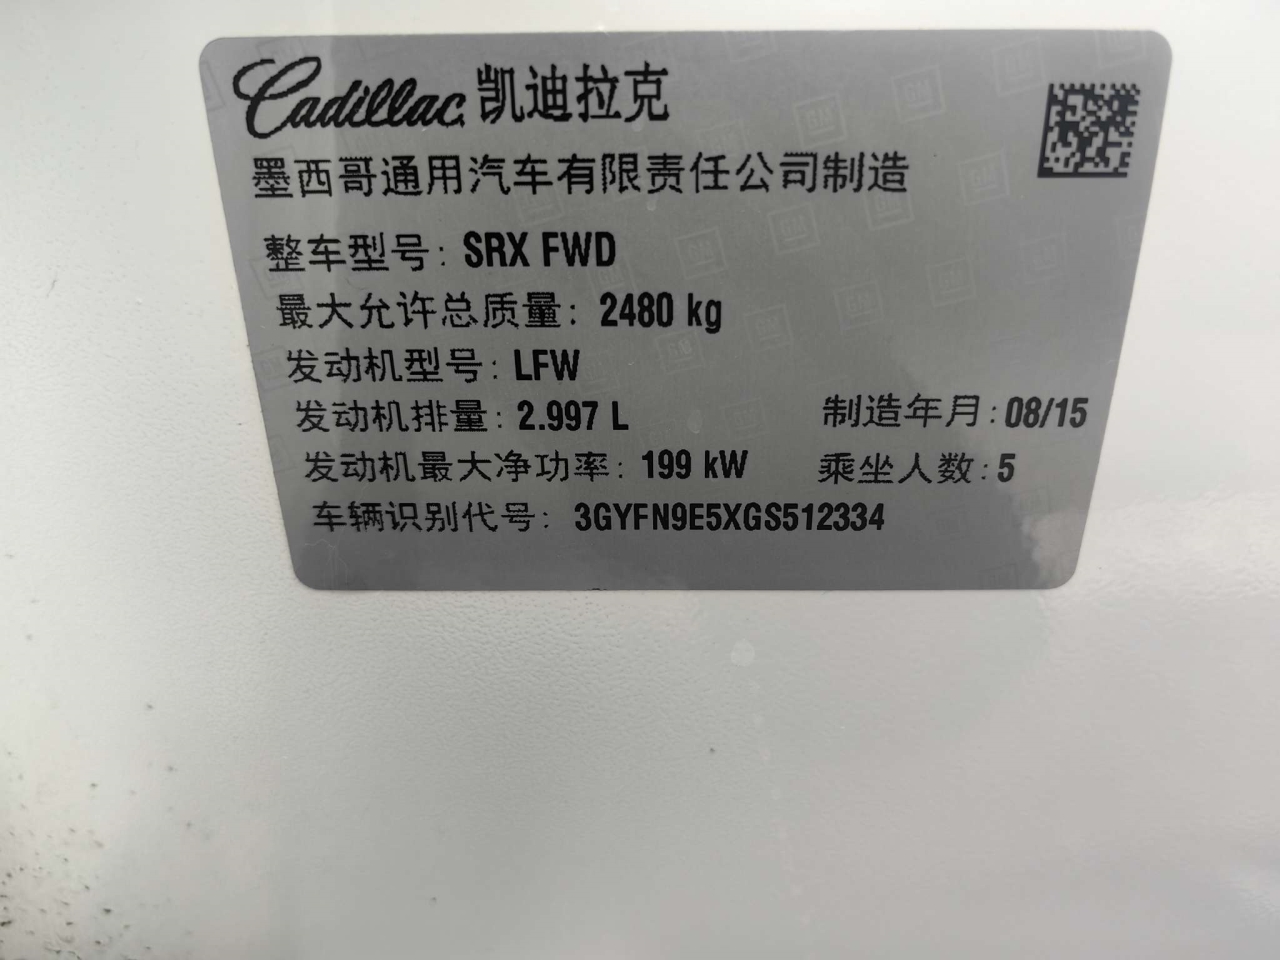 Cadillac 凯迪拉克
墨西哥通用汽车有限责任公司制造
整车型号: SRX FWD
最大允许总质量: 2480 kg
发动机型号: LFW
发动机排量: 2.997 L 制造年月: 08/15
发动机最大净功率: 199 kW 乘坐人数: 5
车辆识别代号: 3GYFN9E5XGS512334